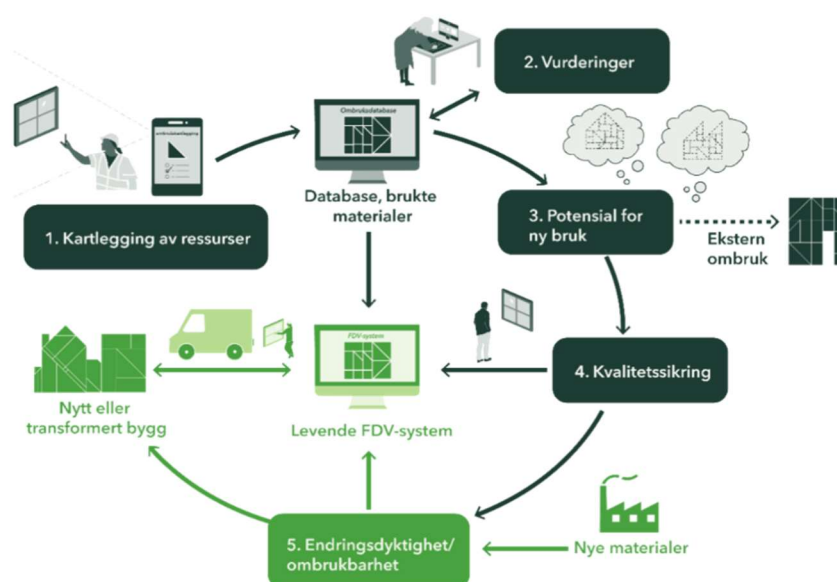 2. Vurderinger
Ombruksdatabase
Database, brukte
materialer
1. Kartlegging av ressurser
3. Potensial for
ny bruk
Ekstern
ombruk
FDV-system
4. Kvalitetssikring
Nytt eller
transformert bygg
Levende FDV-system
5. Endringsdyktighet/
ombrukbarhet
Nye materialer